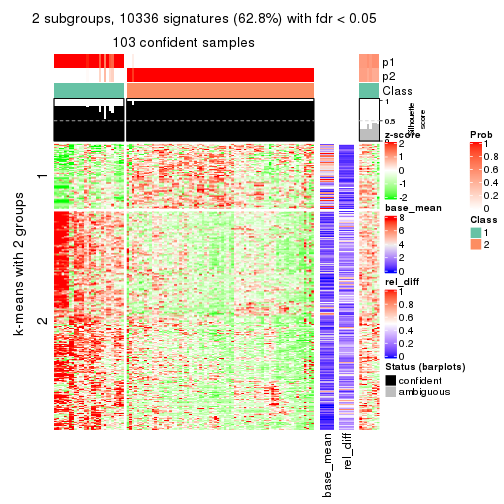 2 subgroups, 10336 signatures (62.8%) with fdr < 0.05
103 confident samples
p1
p2
Class
1
0.5
0
Silhouette
score
k-means with 2 groups
1
2
base_mean
rel_diff
z-score
2
1
0
-1
-2
base_mean
8
6
4
2
0
rel_diff
1
0.8
0.6
0.4
0.2
0
Status (barplots)
confident
ambiguous
Prob
1
0.8
0.6
0.4
0.2
0
Class
1
2